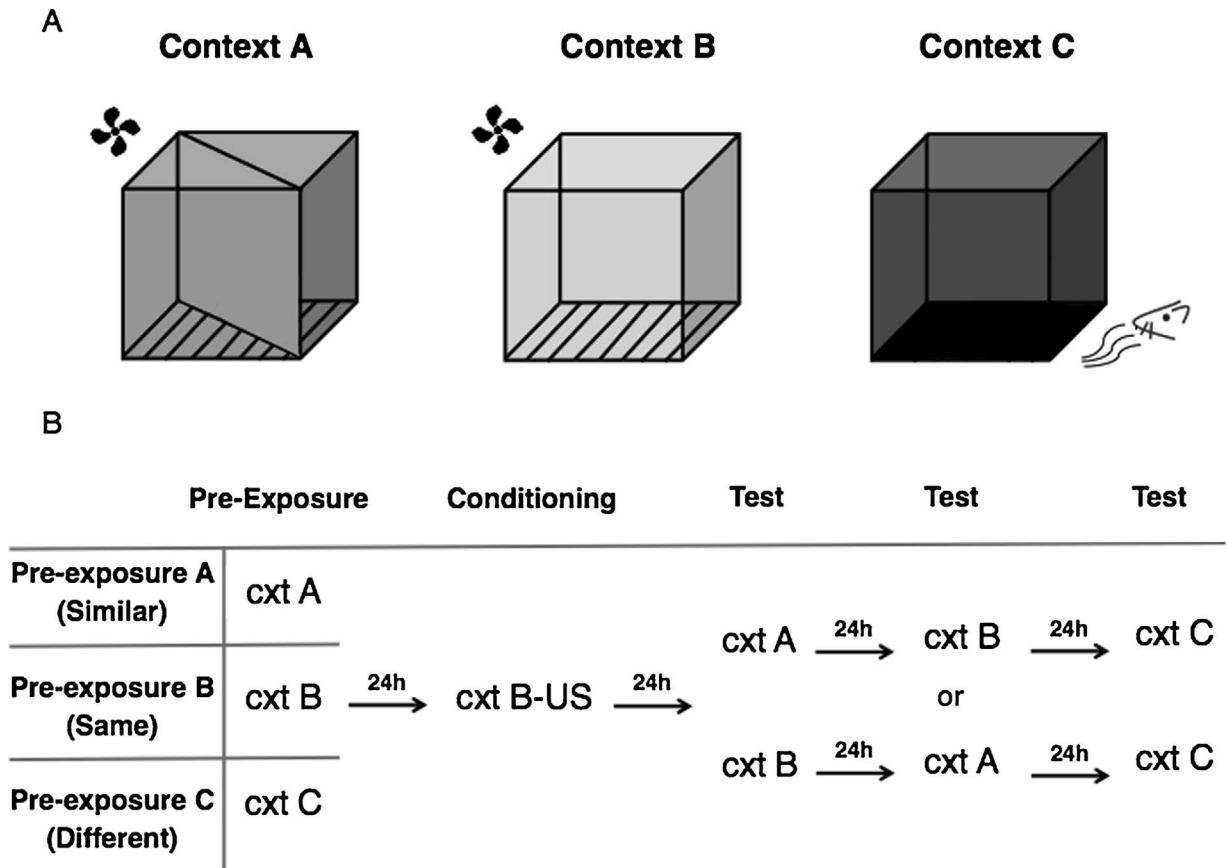 A
Context A Context B Context C
B
Pre-Exposure Conditioning Test Test Test
Pre-exposure A
(Similar)
cxt A
Pre-exposure B
(Same)
cxt B 24h cxt B-US 24h
Pre-exposure C
(Different)
cxt C
cxt A 24h cxt B 24h cxt C
or
cxt B 24h cxt A 24h cxt C